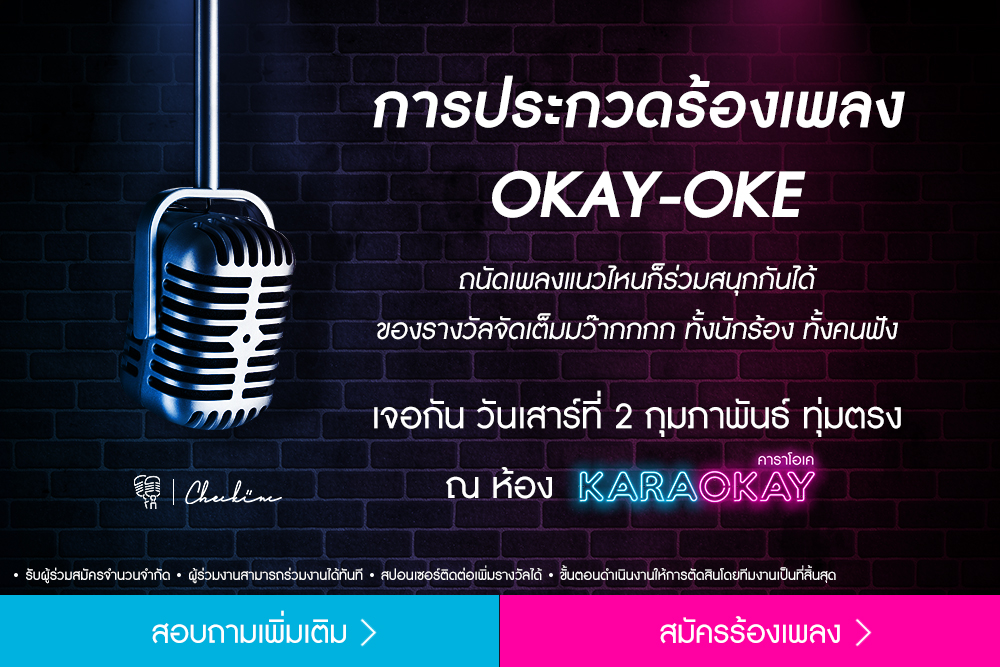 การประกวดร้องเพลง
OKAY-OKE
ถนัดเพลงแนวไหนก็ร่วมสนุกกันได้
ของรางวัลจัดเต็มมว๊ากกกก ทั้งนักร้อง ทั้งคนฟัง
เจอกัน วันเสาร์ที่ 2 กุมภาพันธ์ ทุ่มตรง
คาราโอเค
ณ ห้อง KARAOKAY
• รับผู้ร่วมสมัครจำนวนจำกัด • ผู้ร่วมงานสามารถร่วมงานได้ทันที • สปอนเซอร์ติดต่อเพิ่มรางวัลได้ • ขั้นตอนดำเนินงานให้การตัดสินโดยทีมงานเป็นที่สิ้นสุด
สอบถามเพิ่มเติม >
สมัครร้องเพลง >